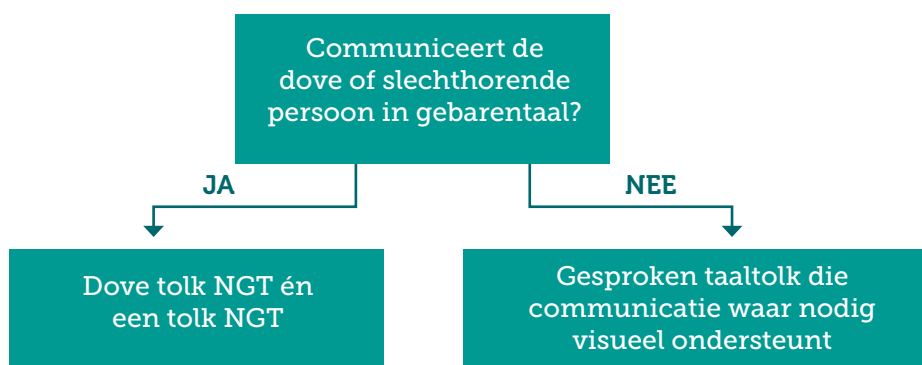 Communiceert de
dove of slechthorende
persoon in gebarentaal?
JA
NEE
Dove tolk NGT én
een tolk NGT
Gesproken taaltolk die
communicatie waar nodig
visueel ondersteunt